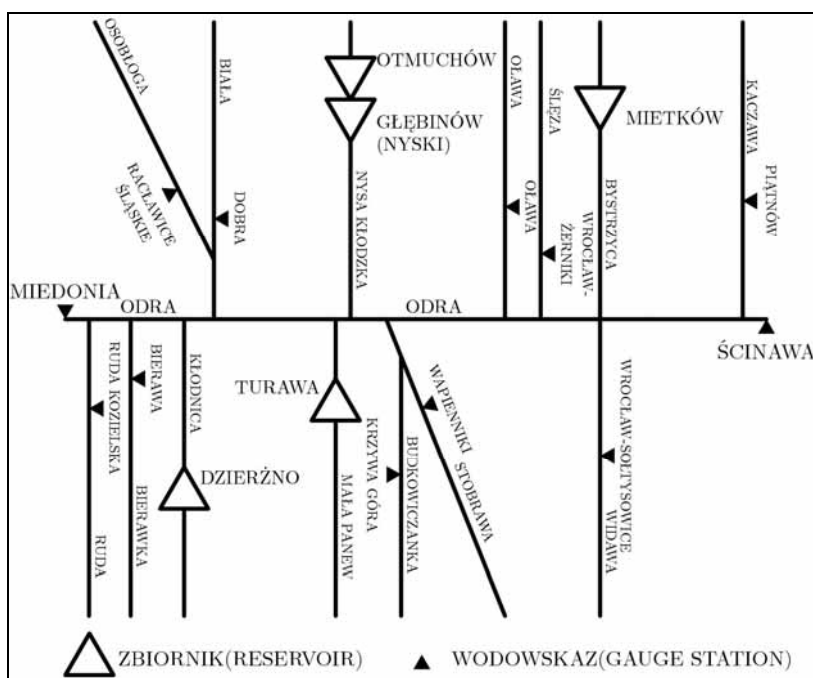 OSOBŁOGA
BIAŁA
OTMUCHÓW
GŁĘBINÓW
(NYSKI)
OŁAWA
ŚLĘZA
MIETKÓW
KACZAWA
PIĄTNÓW
RACŁAWICE
ŚLĄSKIE
DOBRA
NYSA KŁODZKA
OŁAWA
WROCŁAW-
ŻERNIKI
BYSTRZYCA
MIEDONIA
ODRA
ODRA
ŚCINAWA
RUDA KOZIELSKA
BIERAWA
KŁODNICA
TURAWA
WAPIENNIKI
STOBRAWA
KRZYWA GÓRA
BUDKOWICZANKA
WROCŁAW-SOŁTYSOWICE
WIDAWA
DZIERŻNO
MAŁA PANEW
RUDA
BIERAWKA
ZBIORNIK(RESERVOIR)
WODOWSKAZ(GAUGE STATION)